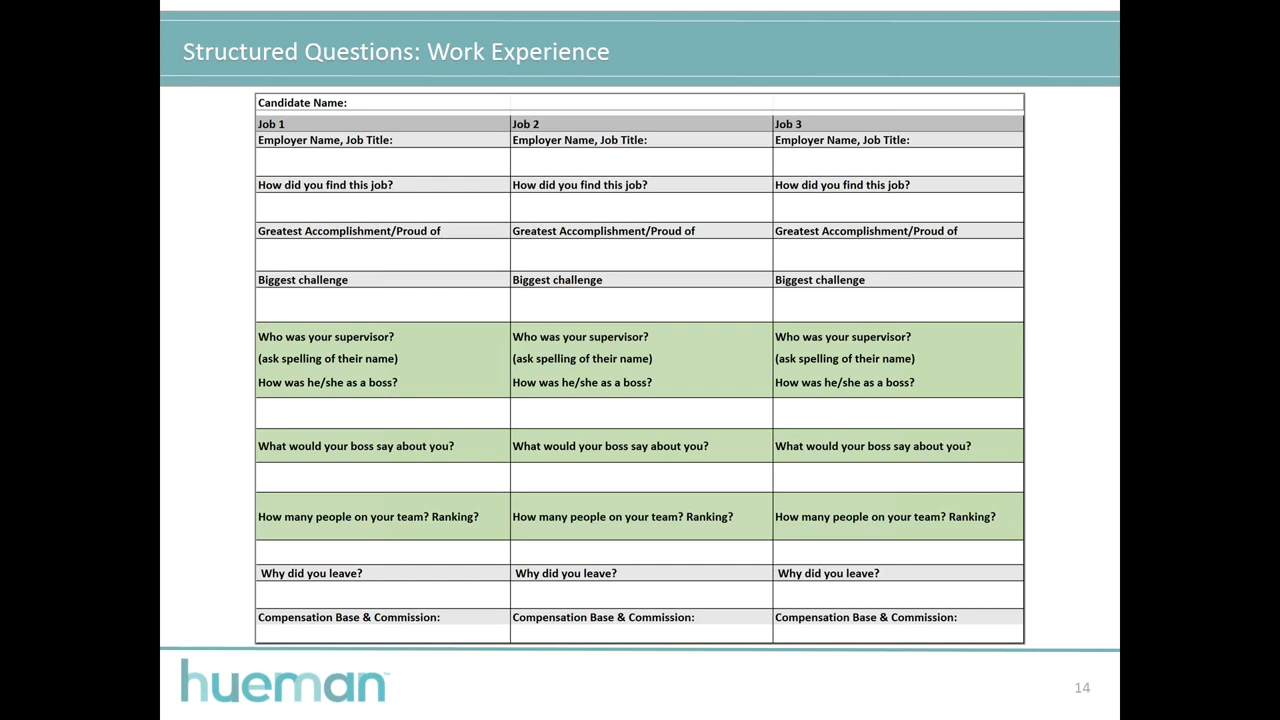 Structured Questions: Work Experience
Candidate Name:
Job 1 Job 2 Job 3
Employer Name, Job Title: Employer Name, Job Title: Employer Name, Job Title:
How did you find this job? How did you find this job? How did you find this job?
Greatest Accomplishment/Proud of Greatest Accomplishment/Proud of Greatest Accomplishment/Proud of
Biggest challenge Biggest challenge Biggest challenge
Who was your supervisor? Who was your supervisor? Who was your supervisor?
(ask spelling of their name) (ask spelling of their name) (ask spelling of their name)
How was he/she as a boss? How was he/she as a boss? How was he/she as a boss?
What would your boss say about you? What would your boss say about you? What would your boss say about you?
How many people on your team? Ranking? How many people on your team? Ranking? How many people on your team? Ranking?
Why did you leave? Why did you leave? Why did you leave?
Compensation Base & Commission: Compensation Base & Commission: Compensation Base & Commission:
hueman™
14